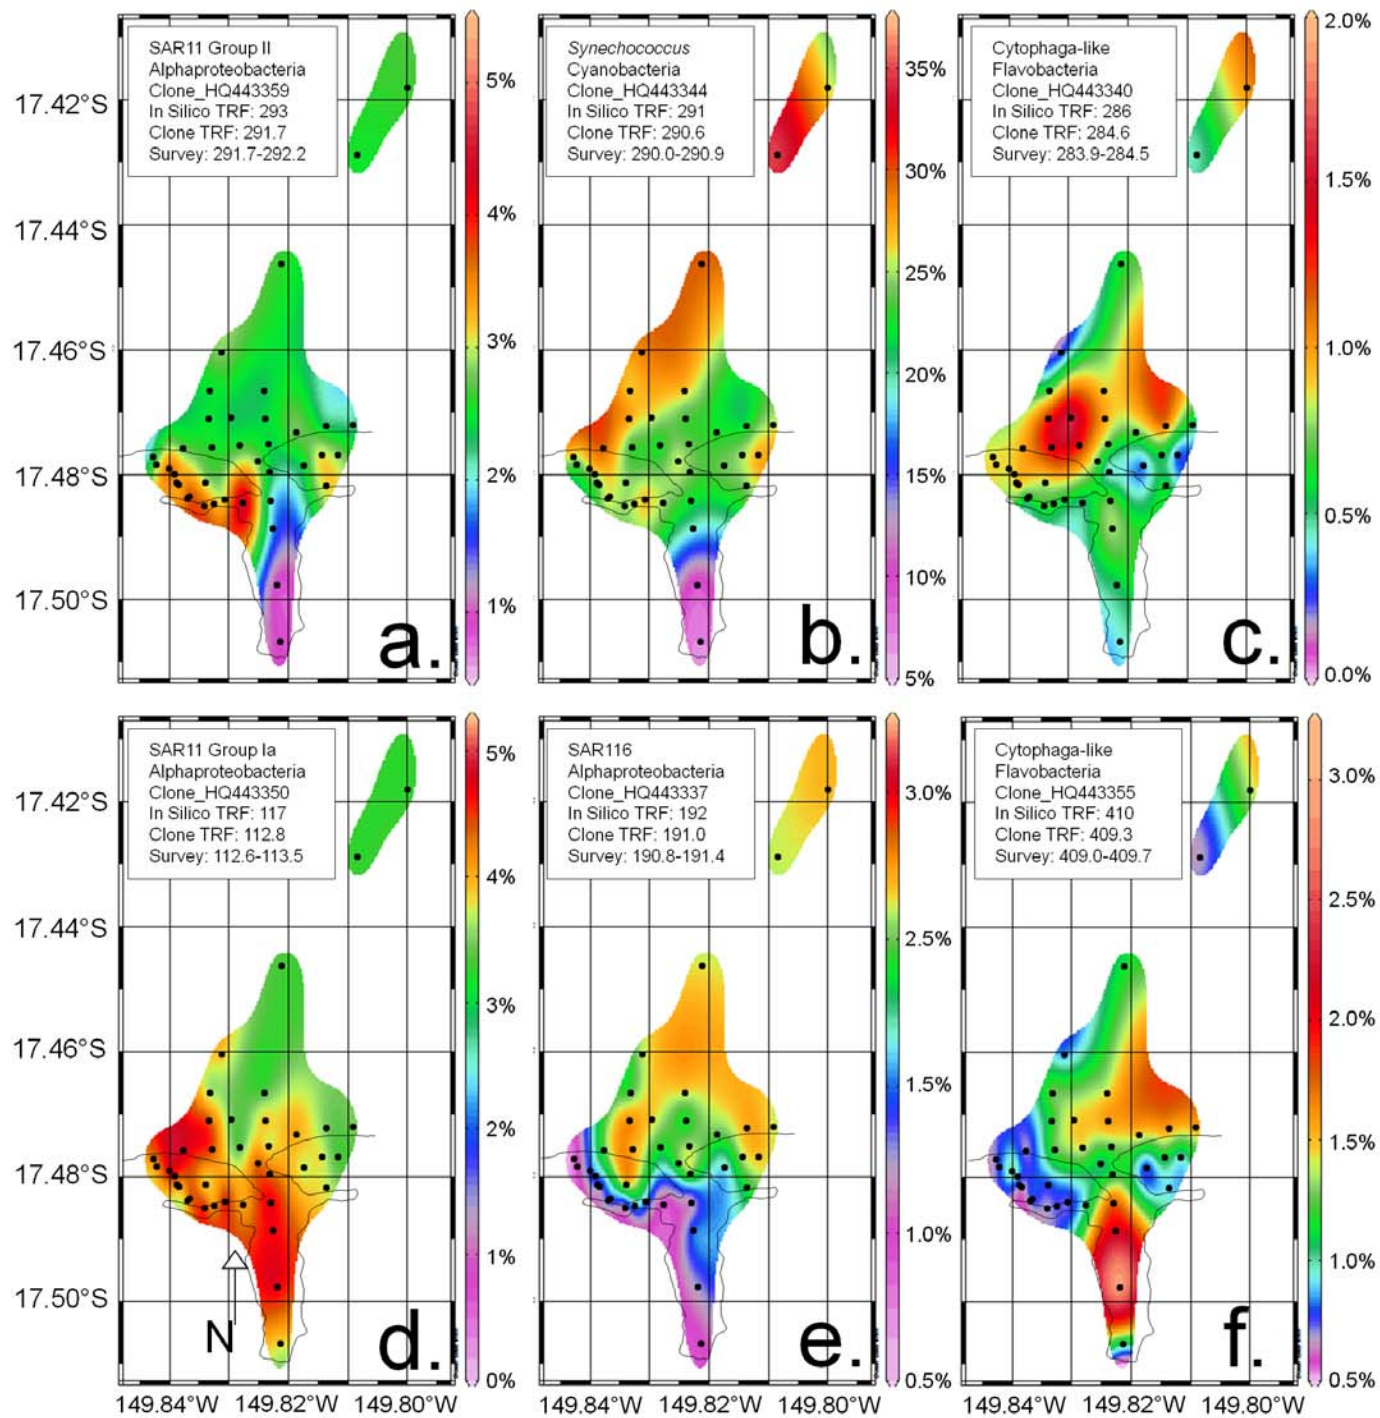 SAR11 Group II
Alphaproteobacteria
Clone_HQ443359
In Silico TRF: 293
Clone TRF: 291.7
Survey: 291.7-292.2
17.42°S
17.44°S
17.46°S
17.48°S
17.50°S
5%
4%
3%
2%
1%
a.
Synechococcus
Cyanobacteria
Clone_HQ443344
In Silico TRF: 291
Clone TRF: 290.6
Survey: 290.0-290.9
35%
30%
25%
20%
15%
10%
5%
b.
Cytophaga-like
Flavobacteria
Clone_HQ443340
In Silico TRF: 286
Clone TRF: 284.6
Survey: 283.9-284.5
2.0%
1.5%
1.0%
0.5%
0.0%
c.
SAR11 Group Ia
Alphaproteobacteria
Clone_HQ443350
In Silico TRF: 117
Clone TRF: 112.8
Survey: 112.6-113.5
17.42°S
17.44°S
17.46°S
17.48°S
17.50°S
5%
4%
3%
2%
1%
0%
N
d.
149.84°W 149.82°W 149.80°W
SAR116
Alphaproteobacteria
Clone_HQ443337
In Silico TRF: 192
Clone TRF: 191.0
Survey: 190.8-191.4
3.0%
2.5%
1.5%
1.0%
0.5%
e.
149.84°W 149.82°W 149.80°W
Cytophaga-like
Flavobacteria
Clone_HQ443355
In Silico TRF: 410
Clone TRF: 409.3
Survey: 409.0-409.7
3.0%
2.5%
2.0%
1.5%
1.0%
0.5%
f.
149.84°W 149.82°W 149.80°W